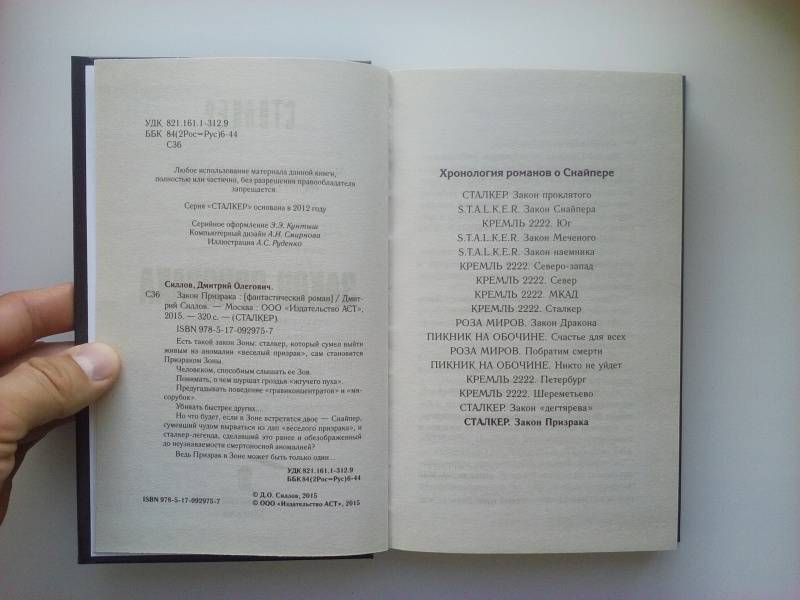 УДК 821.161.1-312.9
ББК 84(2Рос=Рус)6-44
С36
Любое использование материала данной книги,
полностью или частично, без разрешения правообладателя
запрещается.
Серия «СТАЛКЕР» основана в 2012 году
Серийное оформление Э.Э. Кунтыш
Компьютерный дизайн А.Н. Смирнова
Иллюстрация А.С. Руденко
Силлов, Дмитрий Олегович.
С36 Закон Призрака : [фантастический роман] / Дмит-
рий Силлов. — Москва : ООО «Издательство АСТ»,
2015. — 320 с. — (СТАЛКЕР).
ISBN 978-5-17-092975-7
Есть такой закон Зоны: сталкер, который сумел выйти
живым из аномалии «веселый призрак», сам становится
Призраком Зоны.
Человеком, способным слышать ее Зов.
Понимать, о чем шуршат гроздья «жгучего пуха».
Предугадывать поведение «гравиконцентратов» и «мя-
сорубок».
Убивать быстрее других...
Но что будет, если в Зоне встретятся двое — Снайпер,
сумевший чудом вырваться из лап «веселого призрака», и
сталкер-легенда, сделавший это ранее и обезображенный
до неузнаваемости смертоносной аномалией?
Ведь Призрак в Зоне может быть только один...
УДК 821.161.1-312.9
ББК 84(2Рос=Рус)6-44
ISBN 978-5-17-092975-7
© Д.О. Силлов, 2015
© ООО «Издательство АСТ», 2015
Хронология романов о Снайпере
СТАЛКЕР. Закон проклятого
S.T.A.L.K.E.R. Закон Снайпера
КРЕМЛЬ 2222. Юг
S.T.A.L.K.E.R. Закон Меченого
S.T.A.L.K.E.R. Закон наемника
КРЕМЛЬ 2222. Северо-запад
КРЕМЛЬ 2222. Север
КРЕМЛЬ 2222. МКАД
КРЕМЛЬ 2222. Сталкер
РОЗА МИРОВ. Закон Дракона
ПИКНИК НА ОБОЧИНЕ. Счастье для всех
РОЗА МИРОВ. Побратим смерти
ПИКНИК НА ОБОЧИНЕ. Никто не уйдет
КРЕМЛЬ 2222. Петербург
КРЕМЛЬ 2222. Шереметьево
СТАЛКЕР. Закон «дегтярева»
СТАЛКЕР. Закон Призрака